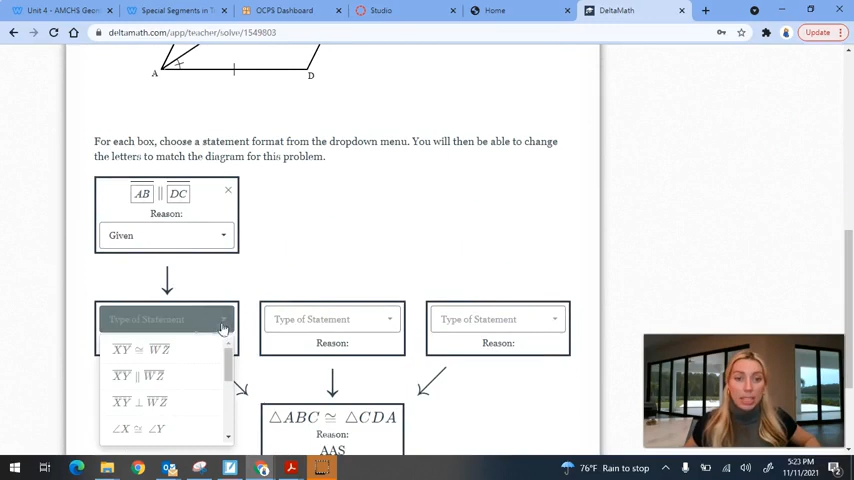 Unit 4 - AMCHS Geo
Special Segments in T
OCPS Dashboard
Studio
Home
DeltaMath
deltamath.com/app/teacher/solve/1549803
Update
A
D
For each box, choose a statement format from the dropdown menu. You will then be able to change
the letters to match the diagram for this problem.
AB ∥ DC
Reason:
Given
Type of Statement
Type of Statement
Type of Statement
Reason:
Reason:
XY ≅ WZ
XY ∥ WZ
XY ⊥ WZ
∠X ≅ ∠Y
△ABC ≅ △CDA
Reason:
AAS
76°F Rain to stop
5:23 PM
11/11/2021